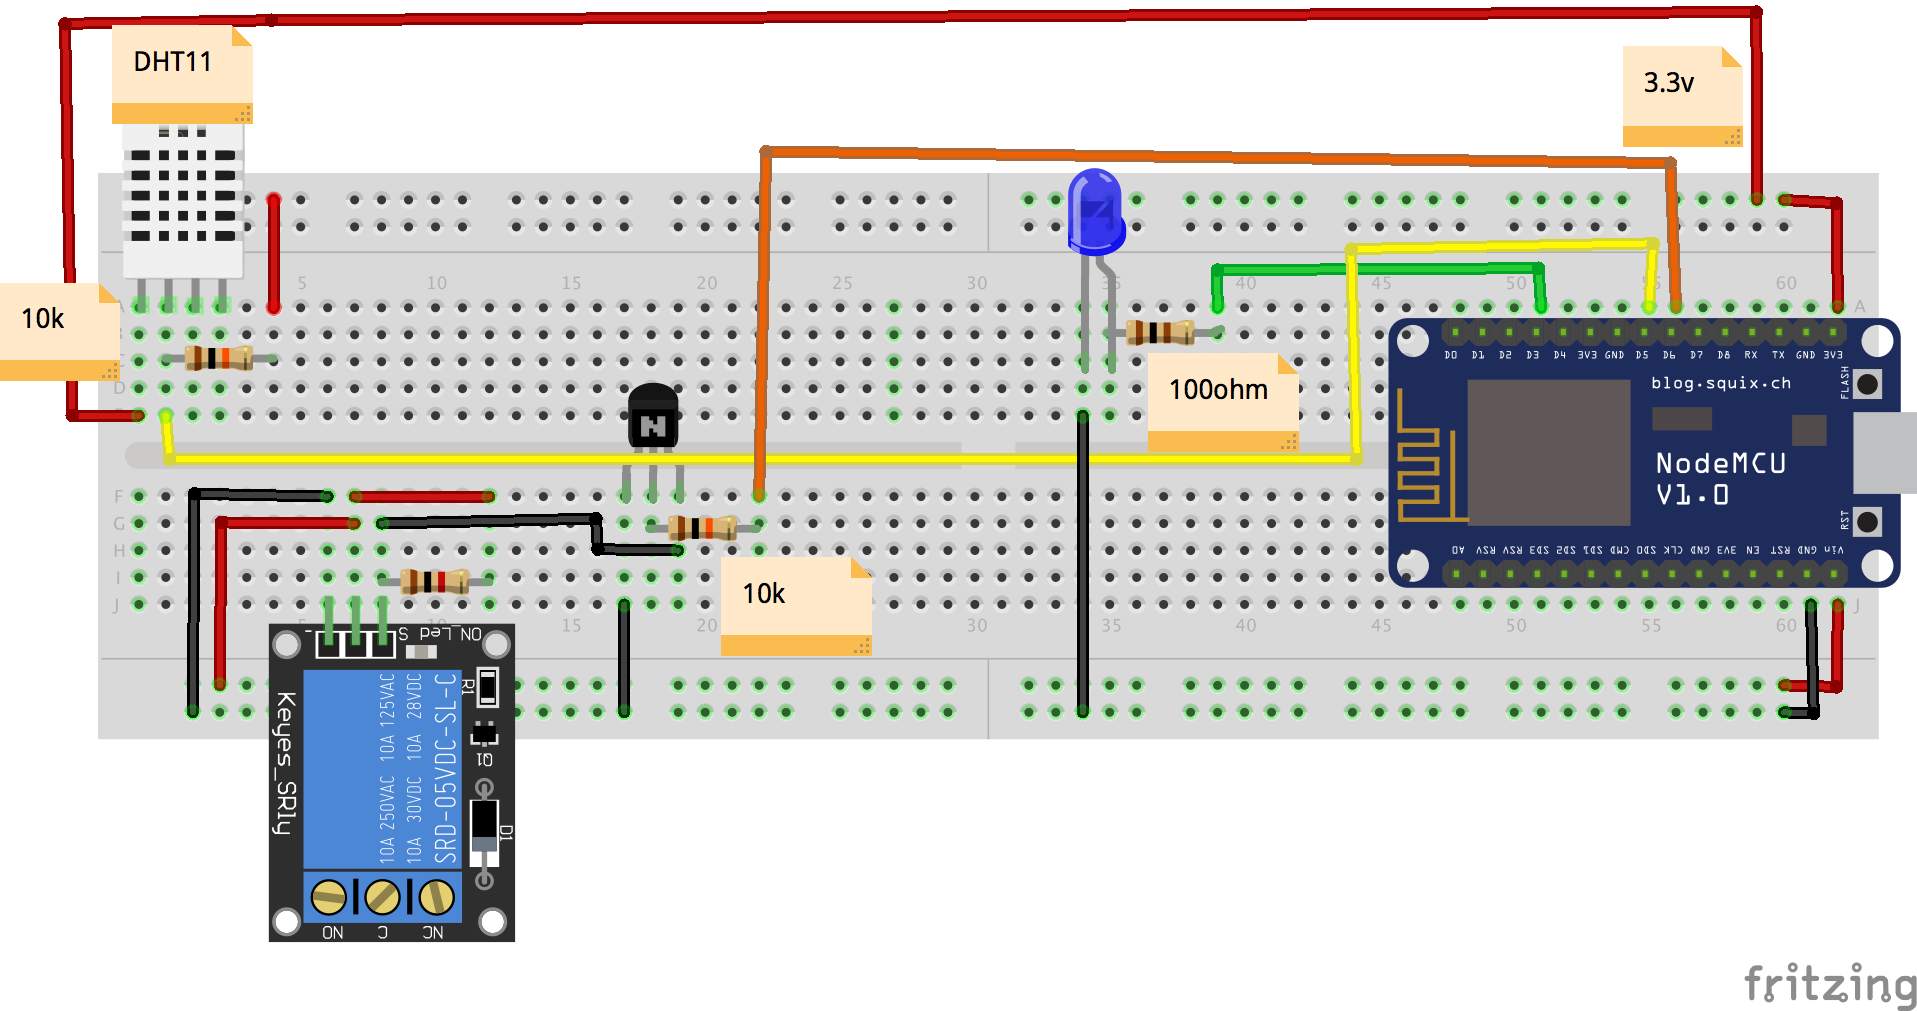 DHT11
3.3v
10k
5 10 15 20 25 30 35 40 45 50 55 60
A
A
B
C
D
100ohm
D0 D1 D2 D3 D4 3V3 GND D5 D6 D7 D8 RX TX GND 3V3
blog.squix.ch
FLASH
NodeMCU
V1.0
RST
F
G
H
I
J
J
A0 RSV RSV SD3 SD2 SD1 CMD SD0 CLK GND 3V3 EN RST GND Vin
10k
15 20 25 30 35 40 45 50 55 60
- S ON_Led
Keyes_SRly
10A 250VAC 10A 125VAC
10A 30VDC 10A 28VDC
SRD-05VDC-SL-C
R1
Q1
D1
NO C NC
fritzing